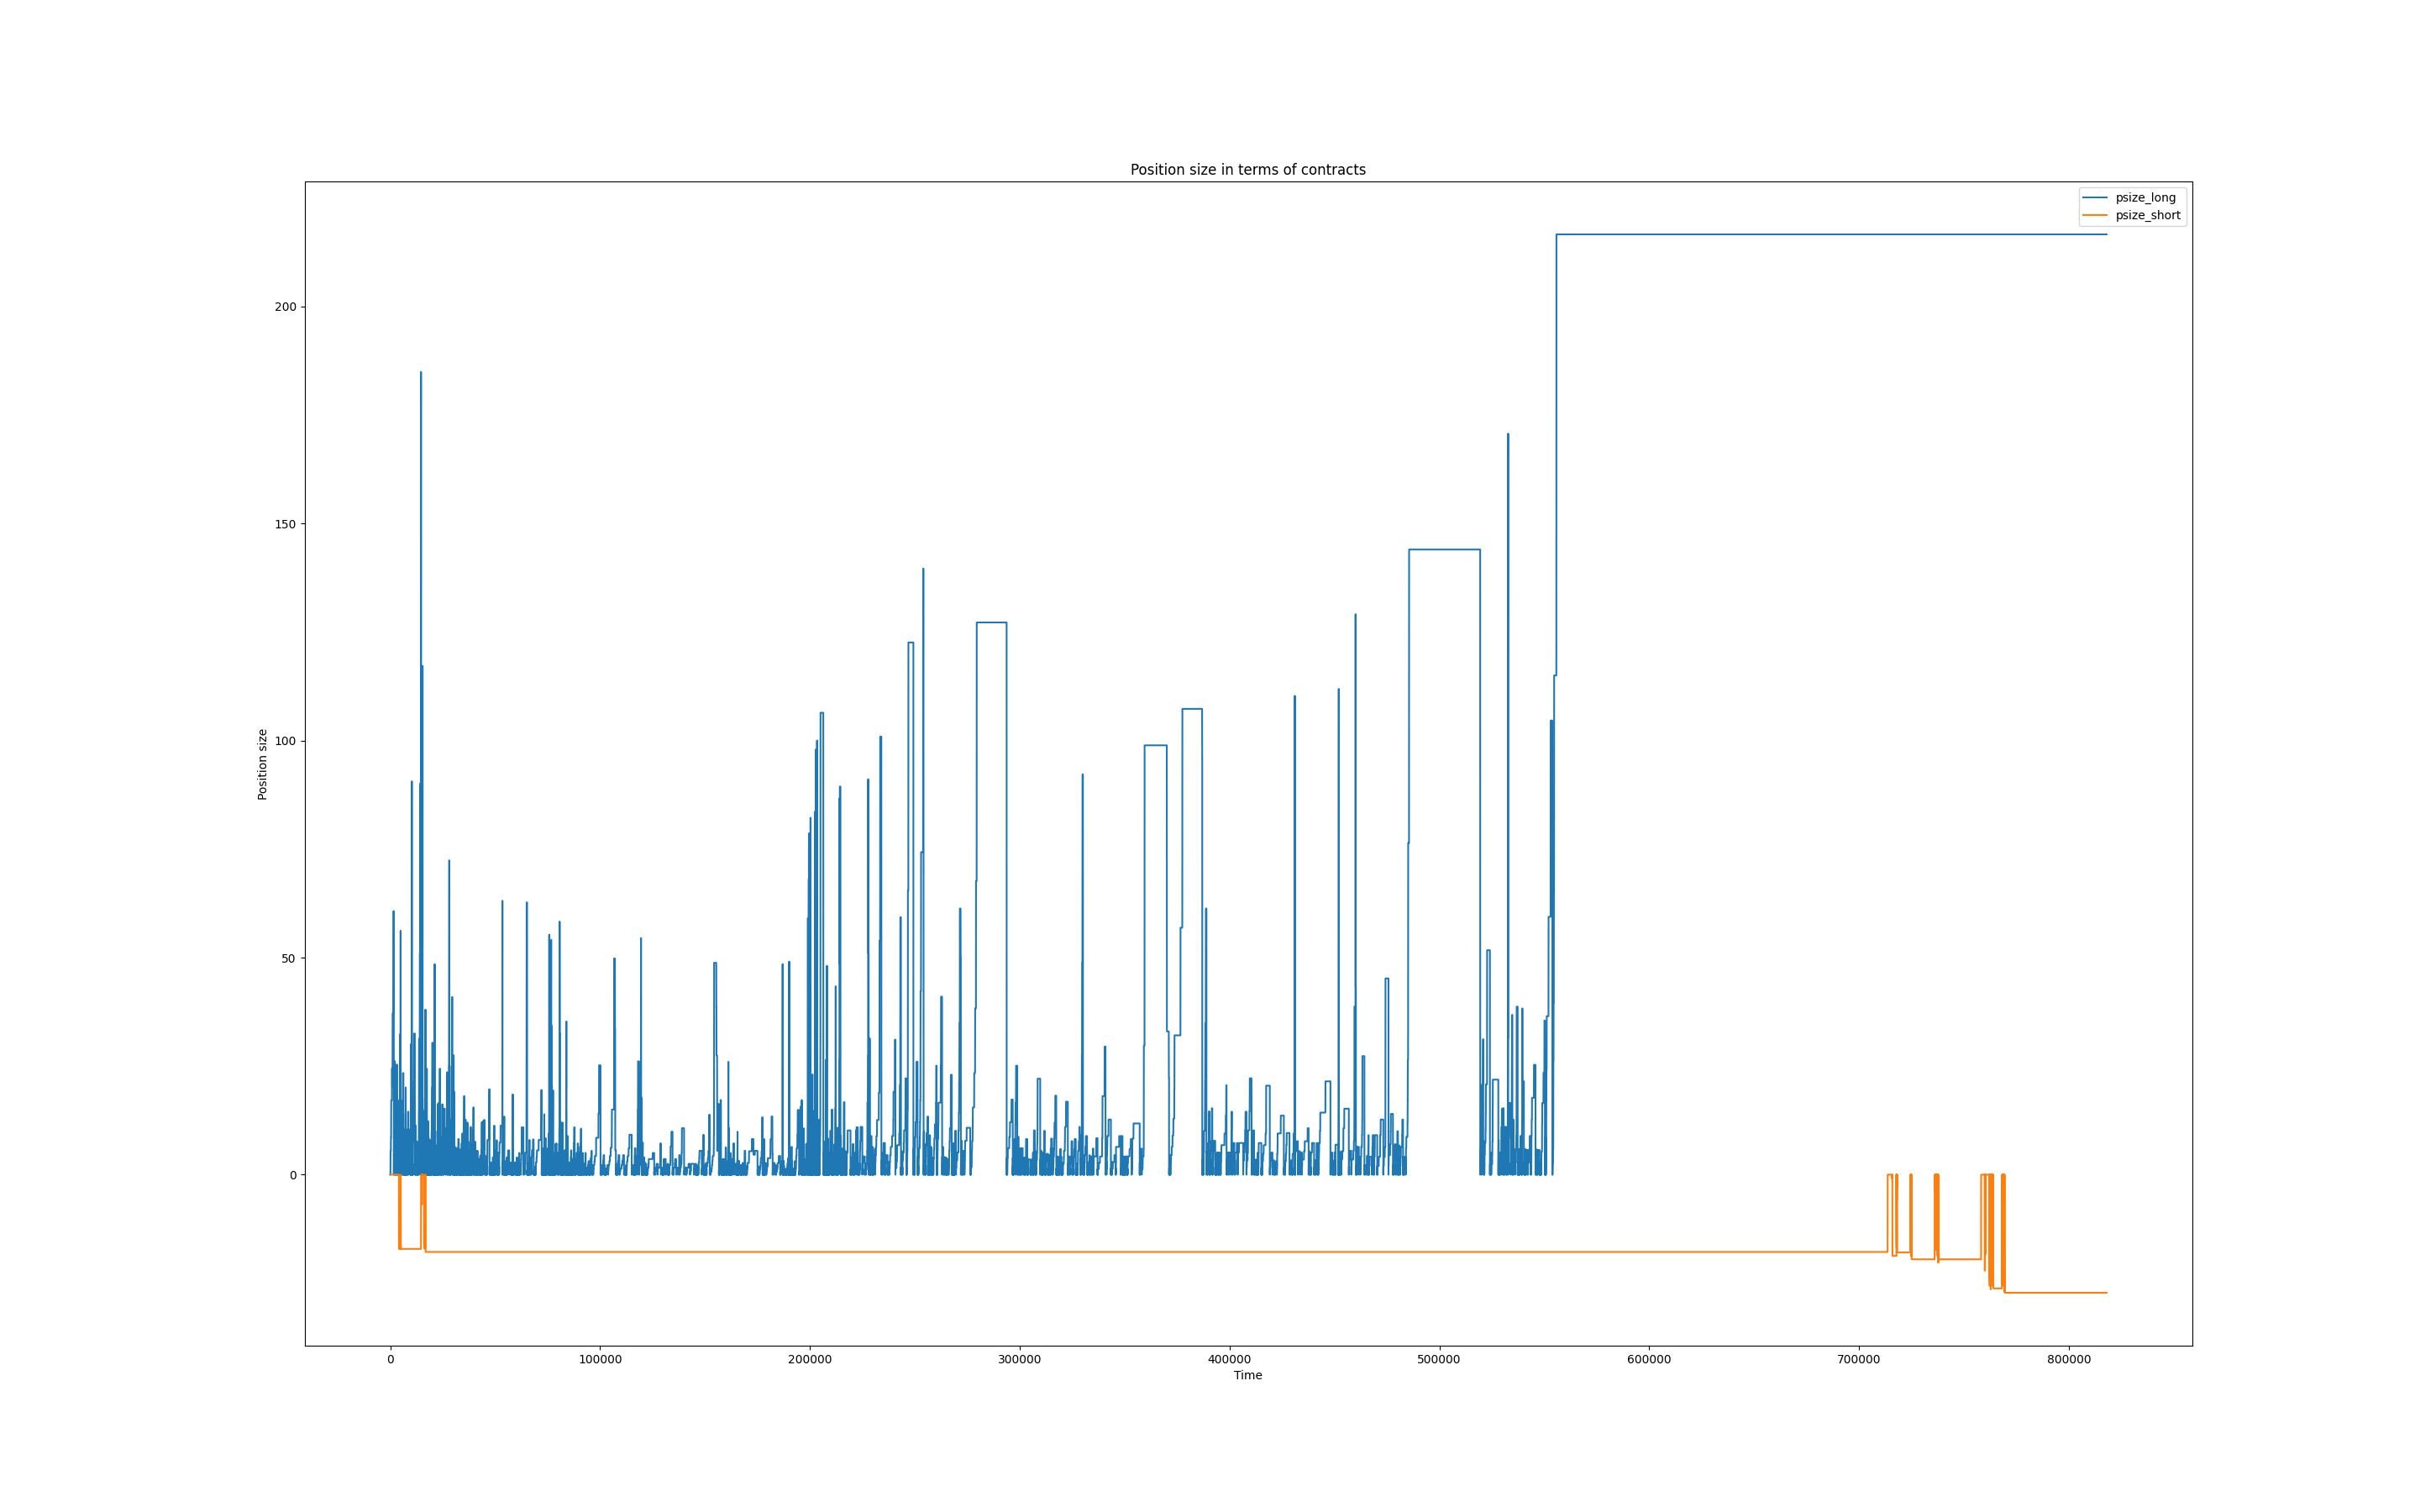 Position size in terms of contracts
psize_long
psize_short
200
150
100
50
0
Position size
0 100000 200000 300000 400000 500000 600000 700000 800000
Time